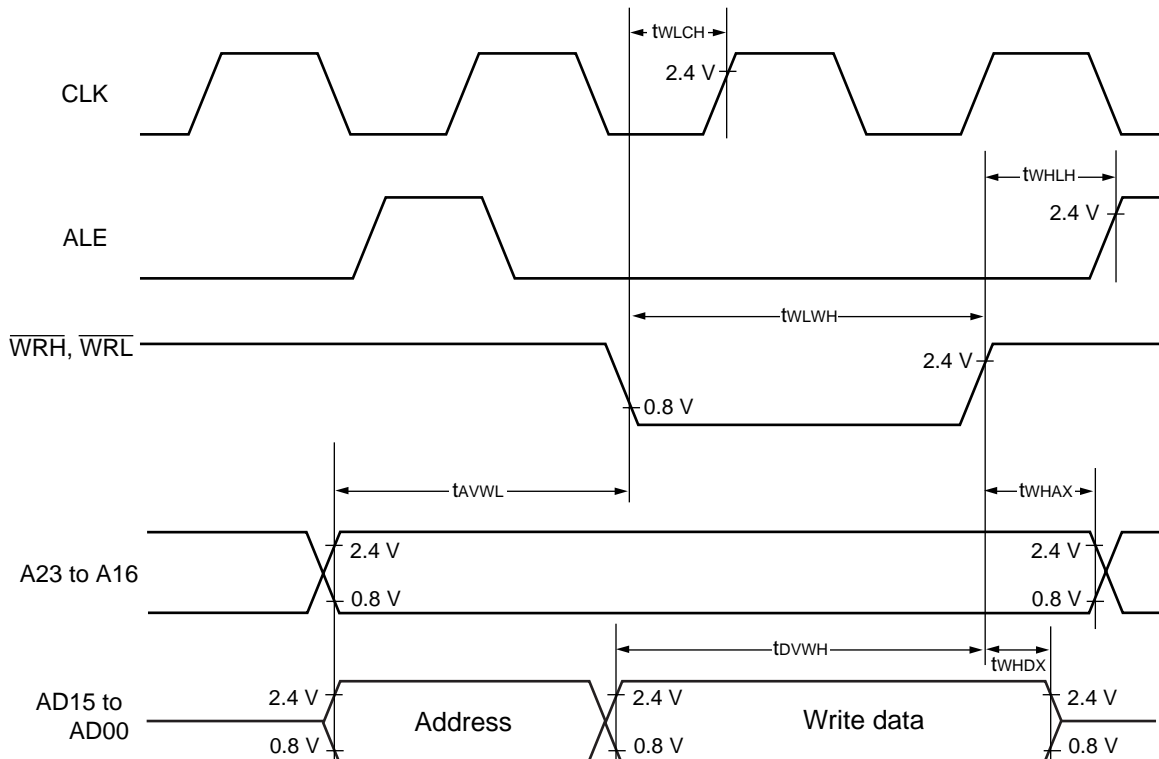 tWLCH
2.4 V
CLK
tWHLH
2.4 V
ALE
tWLWH
WRH, WRL
2.4 V
0.8 V
tAVWL
tWHAX
2.4 V
2.4 V
A23 to A16
0.8 V
0.8 V
tDVWH
tWHDX
AD15 to
AD00
2.4 V
2.4 V
2.4 V
Address
Write data
0.8 V
0.8 V
0.8 V